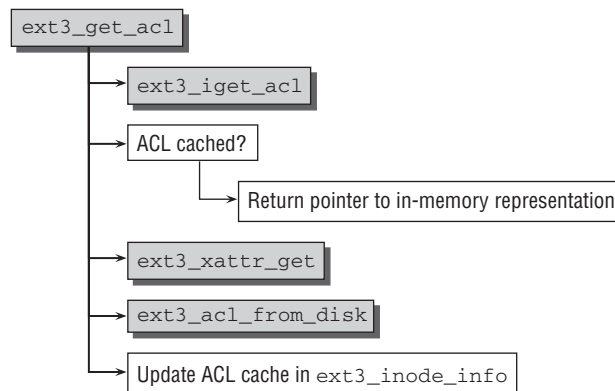 ext3_get_acl
ext3_iget_acl
ACL cached?
Return pointer to in-memory representation
ext3_xattr_get
ext3_acl_from_disk
Update ACL cache in ext3_inode_info